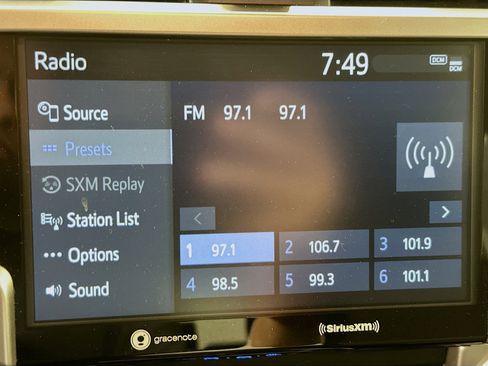 Radio 7:49 DCM DCM
Source
Presets
SXM Replay
Station List
Options
Sound
FM 97.1 97.1
1 97.1 2 106.7 3 101.9
4 98.5 5 99.3 6 101.1
gracenote SiriusXM